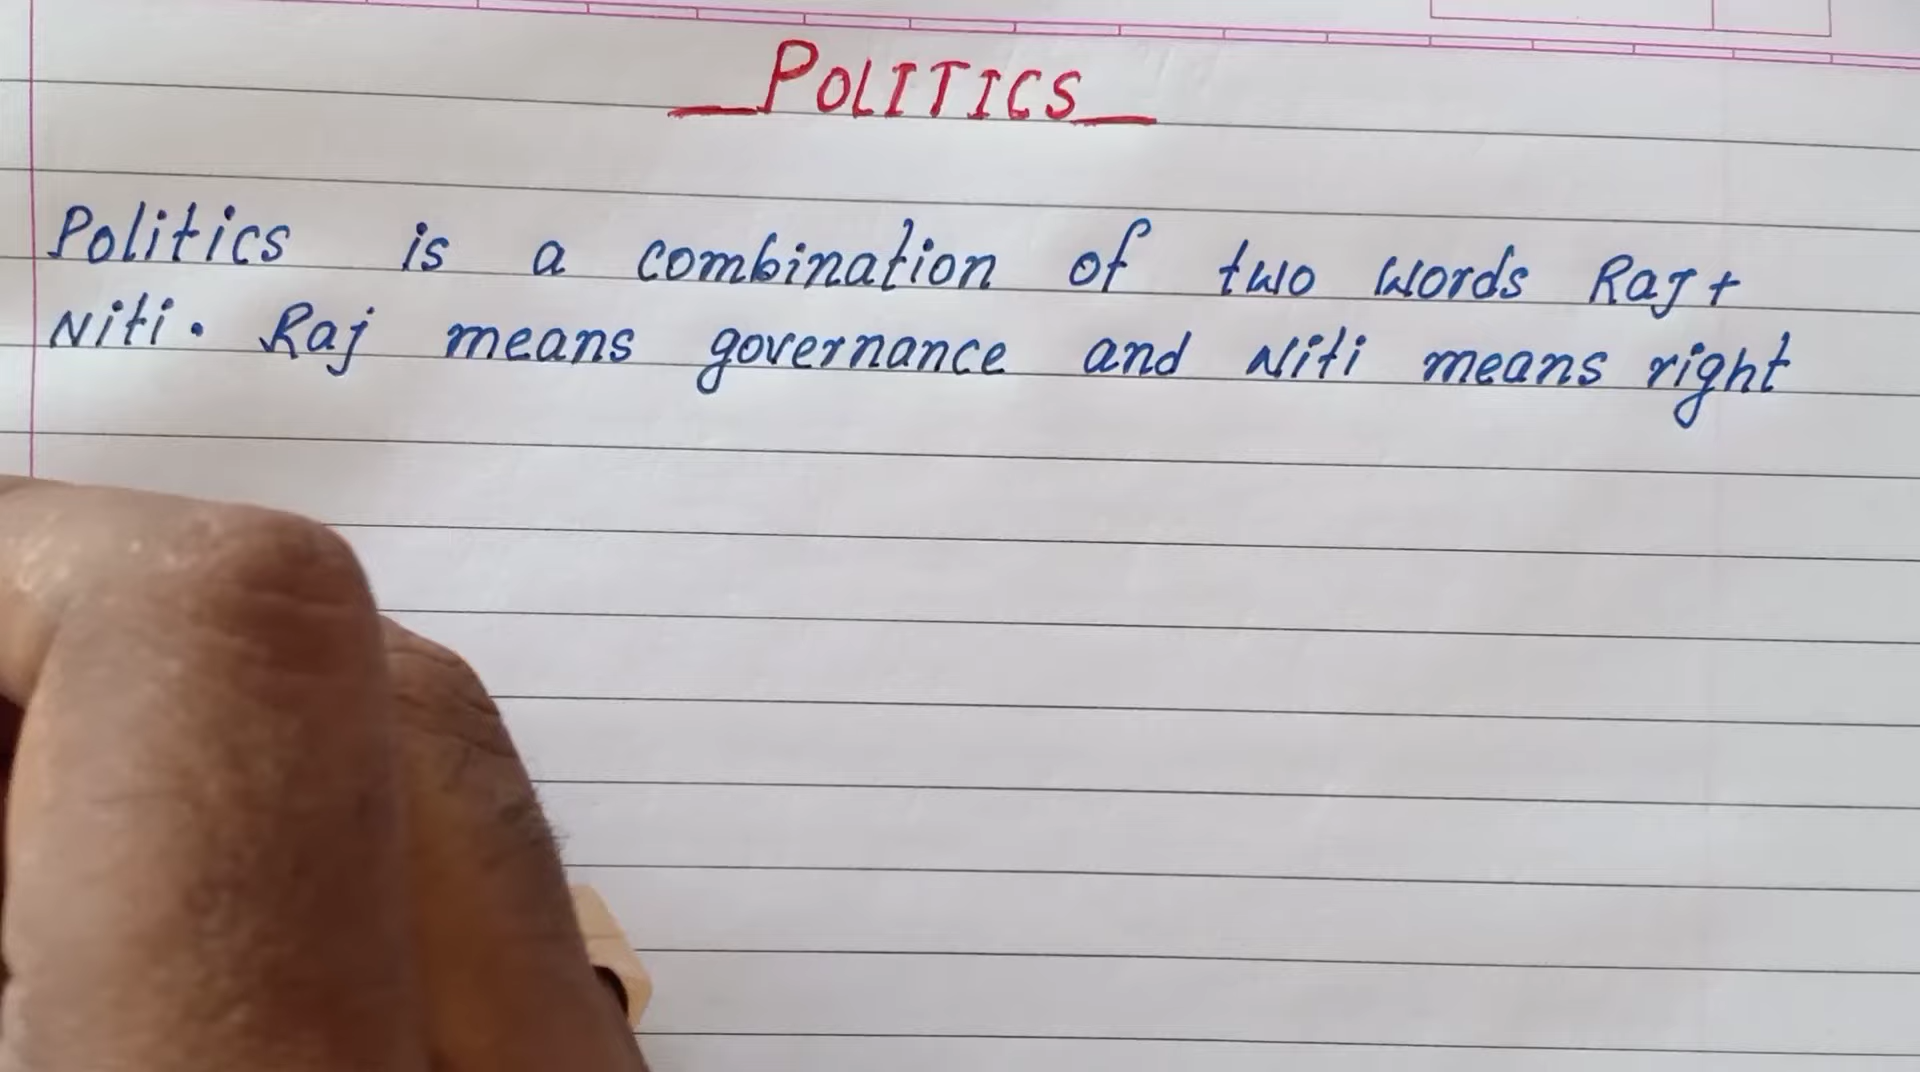 POLITICS
Politics is a combination of two words Raj+
Niti. Raj means governance and Niti means right